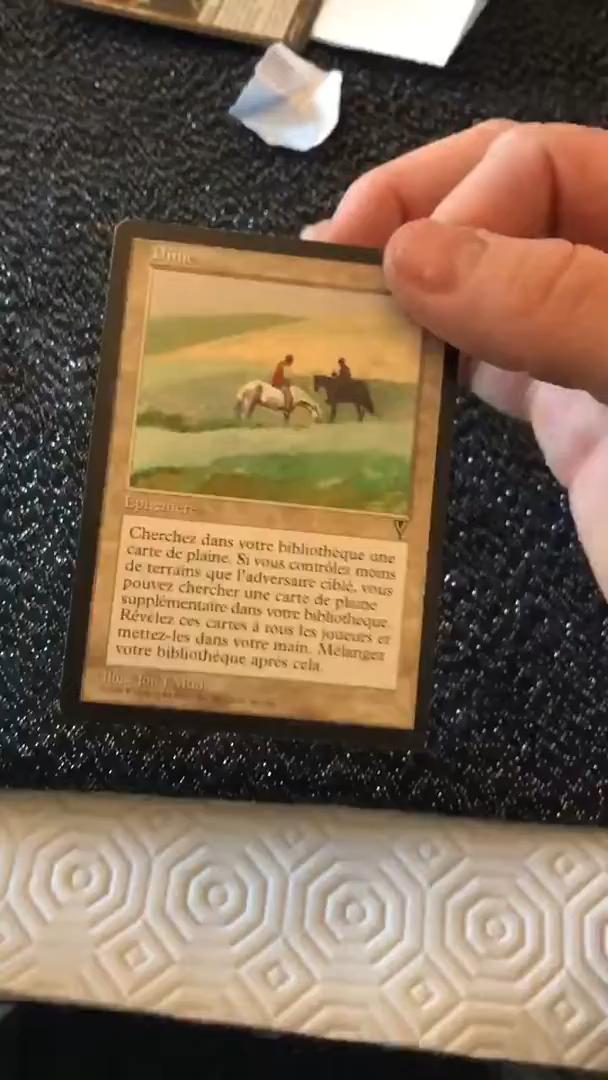 Dîme
Éphémère
Cherchez dans votre bibliothèque une
carte de plaine. Si vous contrôlez moins
de terrains que l'adversaire ciblé, vous
pouvez chercher une carte de plaine
supplémentaire dans votre bibliothèque.
Révélez ces cartes à tous les joueurs et
mettez-les dans votre main. Mélangez
votre bibliothèque après cela.
Illus.